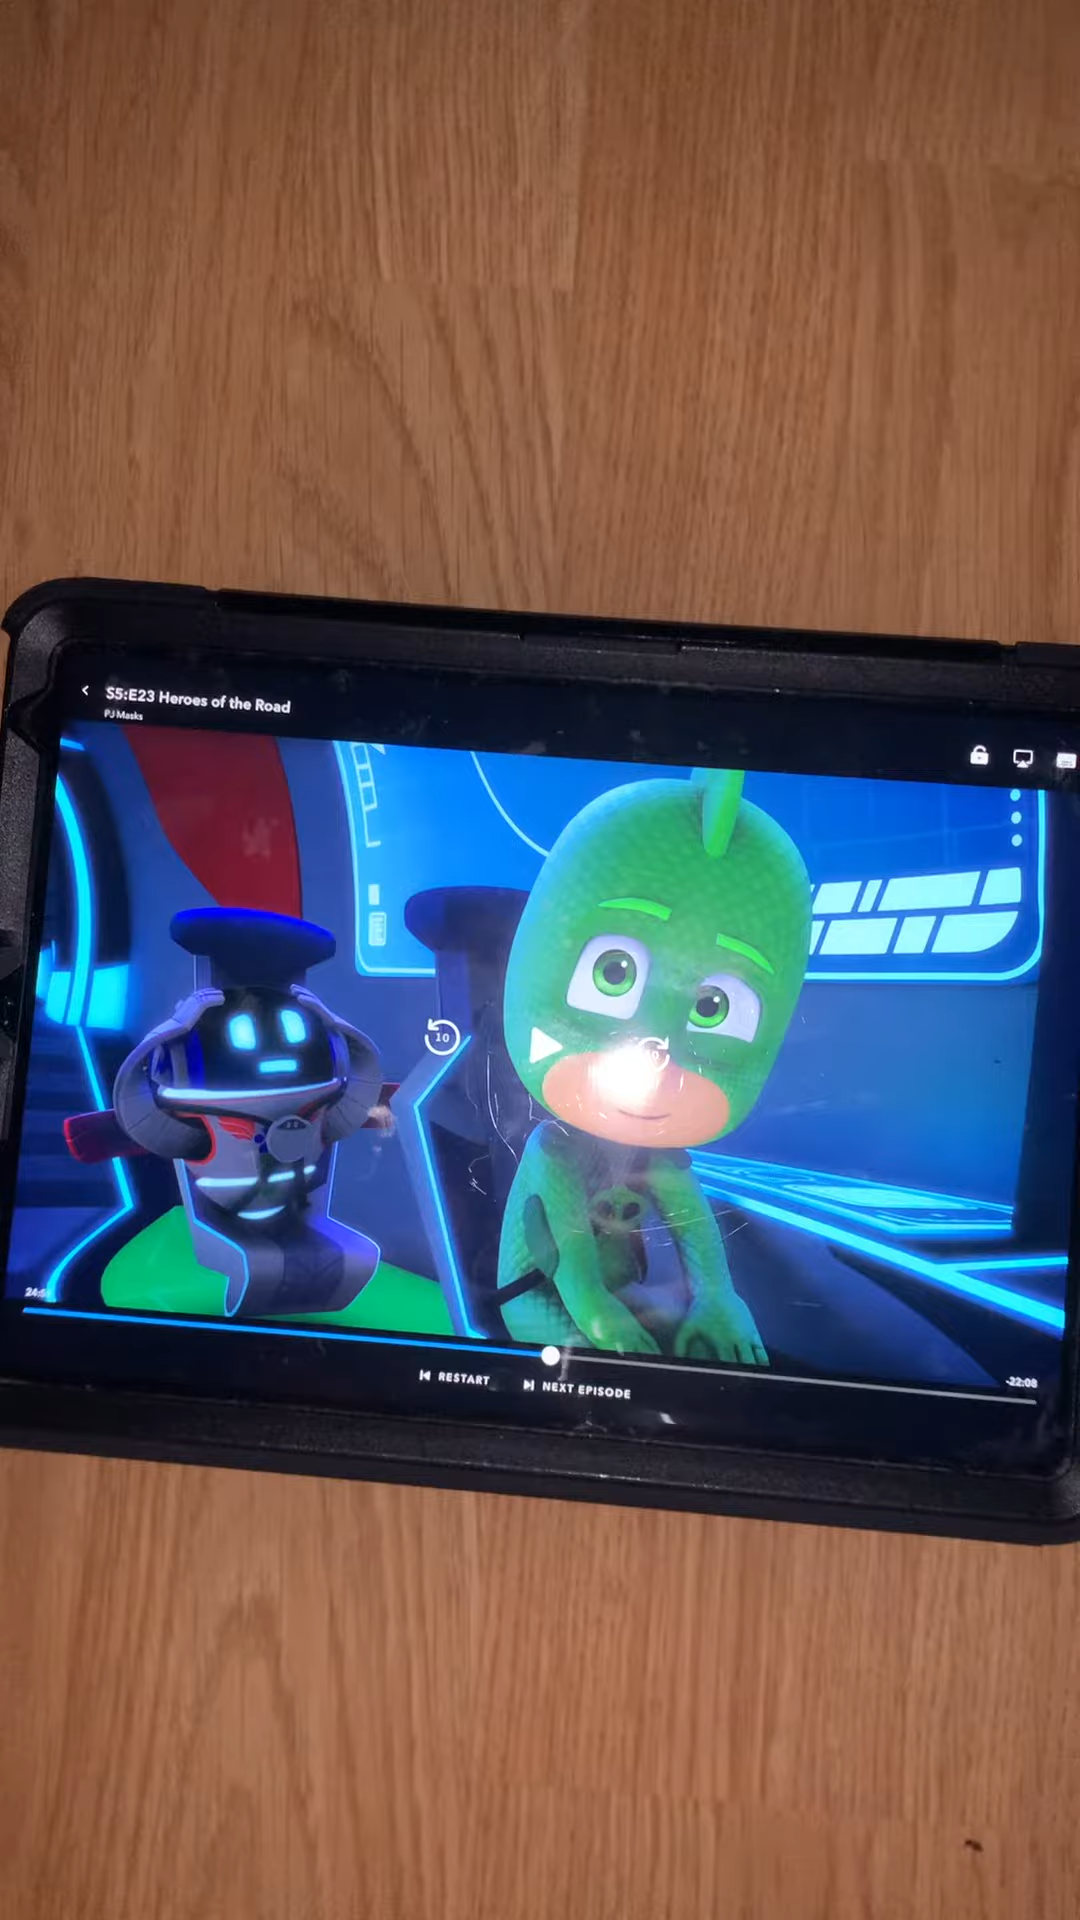 S5:E23 Heroes of the Road
PJ Masks
10
-22:08
RESTART
NEXT EPISODE